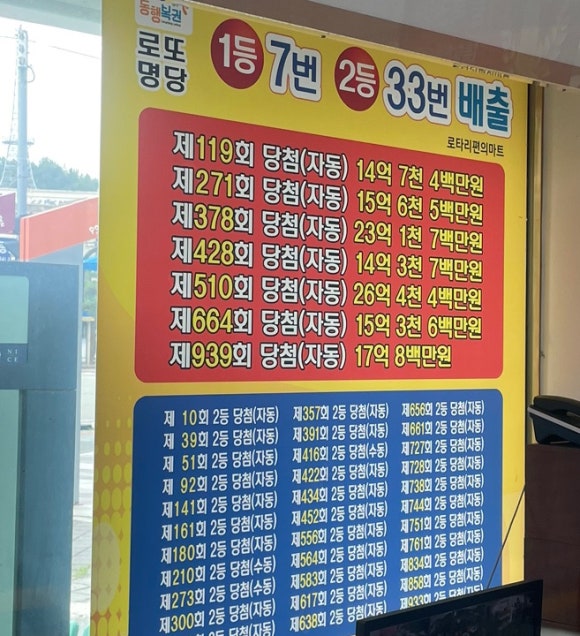 동행복권
로또
명당
1등 7번 2등 33번 배출
로타리편의마트
제119회 당첨(자동) 14억 7천 4백만원
제271회 당첨(자동) 15억 6천 5백만원
제378회 당첨(자동) 23억 1천 7백만원
제428회 당첨(자동) 14억 3천 7백만원
제510회 당첨(자동) 26억 4천 4백만원
제664회 당첨(자동) 15억 3천 6백만원
제939회 당첨(자동) 17억 8백만원
제 10회 2등 당첨(자동)
제 39회 2등 당첨(자동)
제 51회 2등 당첨(자동)
제 92회 2등 당첨(자동)
제141회 2등 당첨(자동)
제161회 2등 당첨(자동)
제180회 2등 당첨(자동)
제210회 2등 당첨(수동)
제273회 2등 당첨(수동)
제300회 2등 당첨(자동)
제357회 2등 당첨(자동)
제391회 2등 당첨(자동)
제416회 2등 당첨(수동)
제422회 2등 당첨(자동)
제434회 2등 당첨(자동)
제452회 2등 당첨(자동)
제556회 2등 당첨(자동)
제564회 2등 당첨(자동)
제583회 2등 당첨(자동)
제617회 2등 당첨(자동)
제638회 2등 당첨(자동)
제656회 2등 당첨(자동)
제661회 2등 당첨(자동)
제727회 2등 당첨(자동)
제728회 2등 당첨(자동)
제738회 2등 당첨(자동)
제744회 2등 당첨(자동)
제751회 2등 당첨(자동)
제761회 2등 당첨(자동)
제834회 2등 당첨(자동)
제858회 2등 당첨(자동)
제933회 2등 당첨(자동)